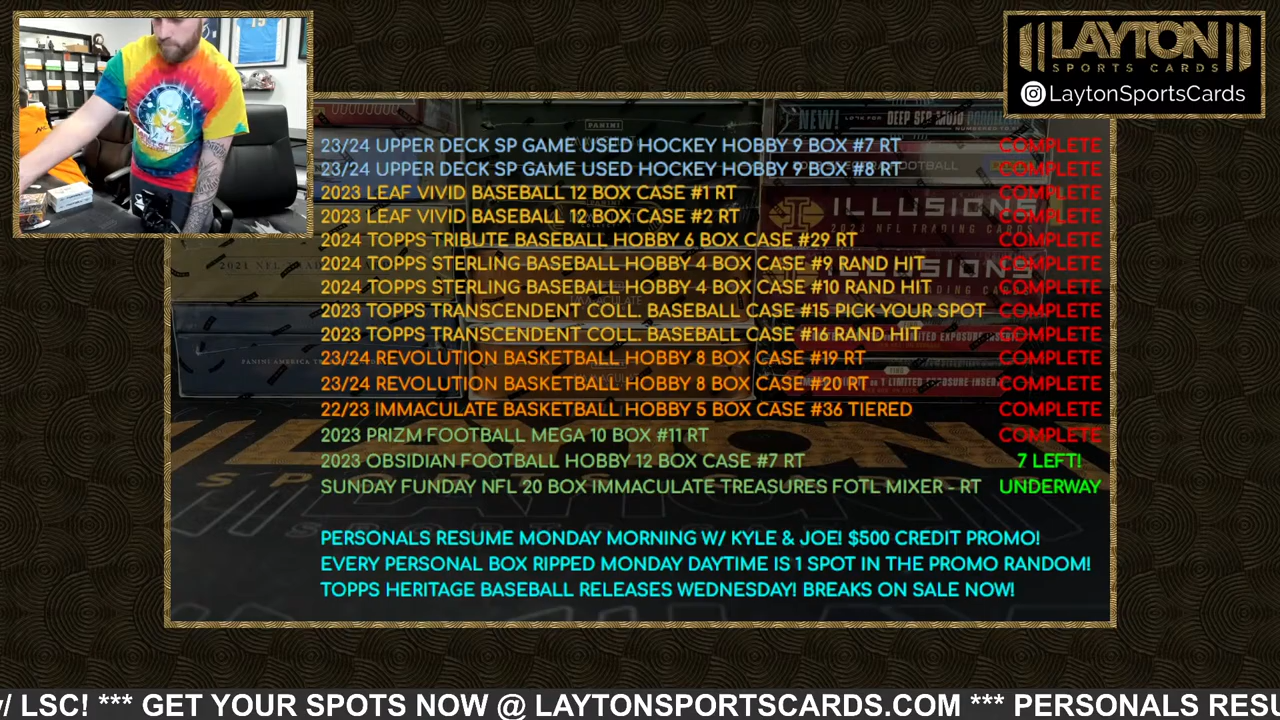 LAYTON
SPORTS CARDS
LaytonSportsCards
23/24 UPPER DECK SP GAME USED HOCKEY HOBBY 9 BOX #7 RT COMPLETE
23/24 UPPER DECK SP GAME USED HOCKEY HOBBY 9 BOX #8 RT COMPLETE
2023 LEAF VIVID BASEBALL 12 BOX CASE #1 RT COMPLETE
2023 LEAF VIVID BASEBALL 12 BOX CASE #2 RT COMPLETE
2024 TOPPS TRIBUTE BASEBALL HOBBY 6 BOX CASE #29 RT COMPLETE
2024 TOPPS STERLING BASEBALL HOBBY 4 BOX CASE #9 RAND HIT COMPLETE
2024 TOPPS STERLING BASEBALL HOBBY 4 BOX CASE #10 RAND HIT COMPLETE
2023 TOPPS TRANSCENDENT COLL. BASEBALL CASE #15 PICK YOUR SPOT COMPLETE
2023 TOPPS TRANSCENDENT COLL. BASEBALL CASE #16 RAND HIT COMPLETE
23/24 REVOLUTION BASKETBALL HOBBY 8 BOX CASE #19 RT COMPLETE
23/24 REVOLUTION BASKETBALL HOBBY 8 BOX CASE #20 RT COMPLETE
22/23 IMMACULATE BASKETBALL HOBBY 5 BOX CASE #36 TIERED COMPLETE
2023 PRIZM FOOTBALL MEGA 10 BOX #11 RT COMPLETE
2023 OBSIDIAN FOOTBALL HOBBY 12 BOX CASE #7 RT 7 LEFT!
SUNDAY FUNDAY NFL 20 BOX IMMACULATE TREASURES FOTL MIXER - RT UNDERWAY
PERSONALS RESUME MONDAY MORNING W/ KYLE & JOE! $500 CREDIT PROMO!
EVERY PERSONAL BOX RIPPED MONDAY DAYTIME IS 1 SPOT IN THE PROMO RANDOM!
TOPPS HERITAGE BASEBALL RELEASES WEDNESDAY! BREAKS ON SALE NOW!
PANINI
NEW!
ILLUSIONS
ILLUSIONS
w/ LSC! *** GET YOUR SPOTS NOW @ LAYTONSPORTSCARDS.COM *** PERSONALS RESU